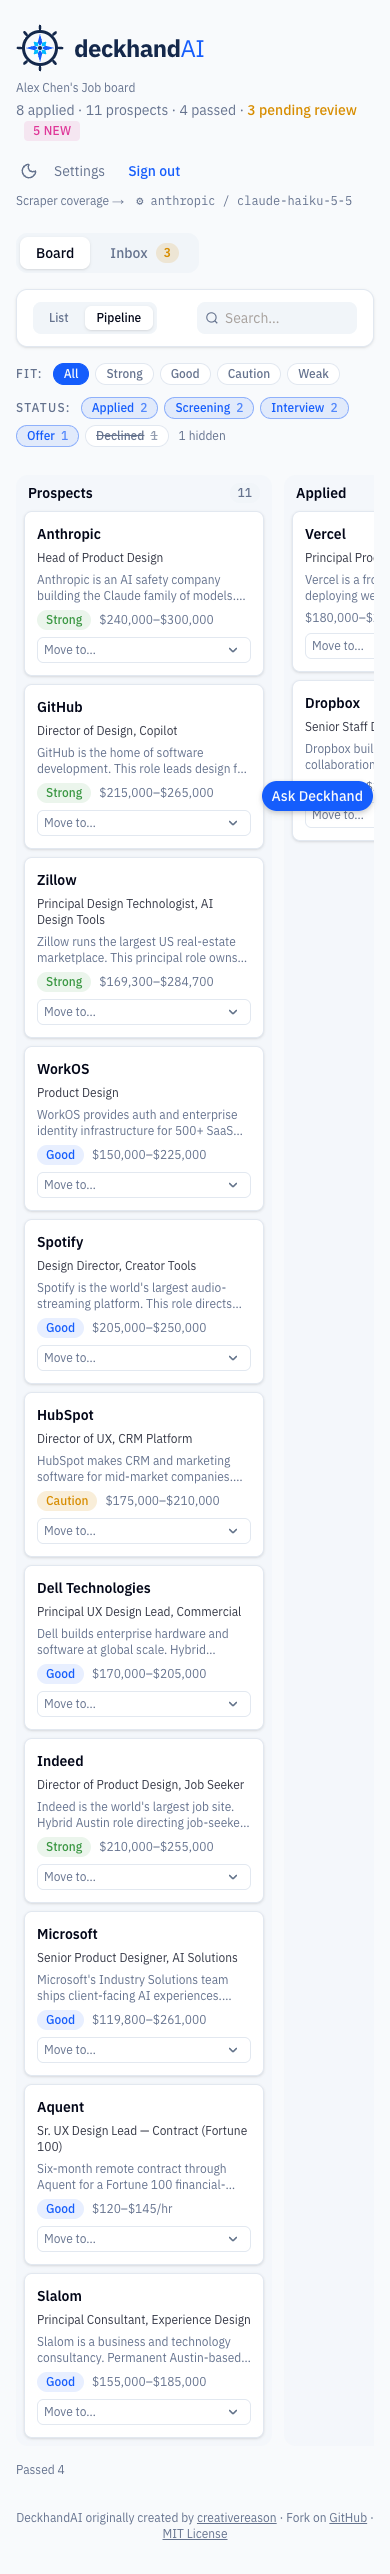 deckhandAI
Alex Chen's Job board
8 applied · 11 prospects · 4 passed · 3 pending review
5 NEW
Settings Sign out
Scraper coverage → ⚙ anthropic / claude-haiku-5-5
Board Inbox 3
List Pipeline Search...
FIT: All Strong Good Caution Weak
STATUS: Applied 2 Screening 2 Interview 2
Offer 1 Declined 1 1 hidden
Prospects 11
Anthropic
Head of Product Design
Anthropic is an AI safety company
building the Claude family of models....
Strong $240,000–$300,000
Move to...
GitHub
Director of Design, Copilot
GitHub is the home of software
development. This role leads design f...
Strong $215,000–$265,000
Move to...
Zillow
Principal Design Technologist, AI
Design Tools
Zillow runs the largest US real-estate
marketplace. This principal role owns...
Strong $169,300–$284,700
Move to...
WorkOS
Product Design
WorkOS provides auth and enterprise
identity infrastructure for 500+ SaaS...
Good $150,000–$225,000
Move to...
Spotify
Design Director, Creator Tools
Spotify is the world's largest audio-
streaming platform. This role directs...
Good $205,000–$250,000
Move to...
HubSpot
Director of UX, CRM Platform
HubSpot makes CRM and marketing
software for mid-market companies....
Caution $175,000–$210,000
Move to...
Dell Technologies
Principal UX Design Lead, Commercial
Dell builds enterprise hardware and
software at global scale. Hybrid...
Good $170,000–$205,000
Move to...
Indeed
Director of Product Design, Job Seeker
Indeed is the world's largest job site.
Hybrid Austin role directing job-seeke...
Strong $210,000–$255,000
Move to...
Microsoft
Senior Product Designer, AI Solutions
Microsoft's Industry Solutions team
ships client-facing AI experiences....
Good $119,800–$261,000
Move to...
Aquent
Sr. UX Design Lead — Contract (Fortune
100)
Six-month remote contract through
Aquent for a Fortune 100 financial-...
Good $120–$145/hr
Move to...
Slalom
Principal Consultant, Experience Design
Slalom is a business and technology
consultancy. Permanent Austin-based...
Good $155,000–$185,000
Move to...
Applied
Vercel
Principal Pro
Vercel is a fro
deploying we
$180,000–$
Move to...
Dropbox
Senior Staff D
Dropbox buil
collaboration
Ask Deckhand
Move to...
Passed 4
DeckhandAI originally created by creativereason · Fork on GitHub ·
MIT License